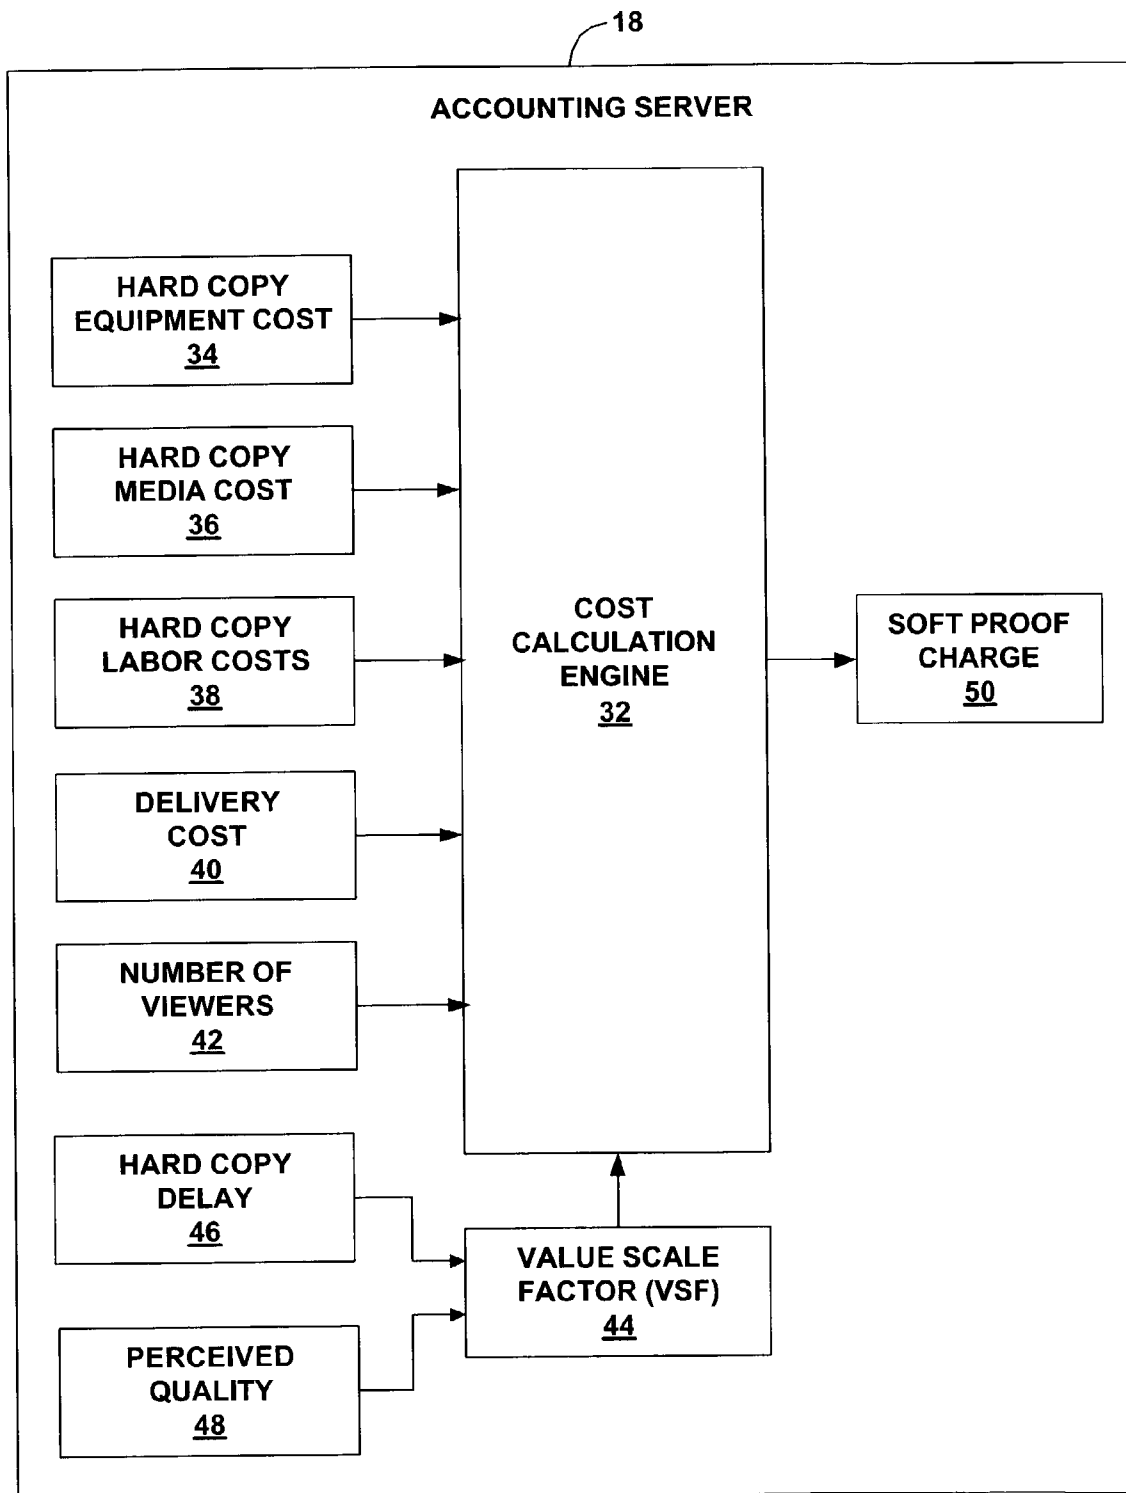 18
ACCOUNTING SERVER
HARD COPY
EQUIPMENT COST
34
HARD COPY
MEDIA COST
36
HARD COPY
LABOR COSTS
38
DELIVERY
COST
40
NUMBER OF
VIEWERS
42
HARD COPY
DELAY
46
PERCEIVED
QUALITY
48
COST
CALCULATION
ENGINE
32
VALUE SCALE
FACTOR (VSF)
44
SOFT PROOF
CHARGE
50